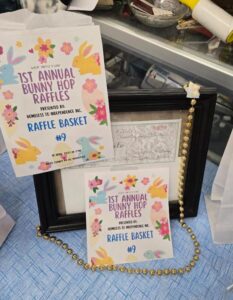 1ST ANNUAL
BUNNY HOP
RAFFLES
PRESENTED BY:
HOMELESS TO INDEPENDENCE INC.
RAFFLE BASKET
#9
1ST ANNUAL
BUNNY HOP
RAFFLES
PRESENTED BY:
HOMELESS TO INDEPENDENCE INC.
RAFFLE BASKET
#9